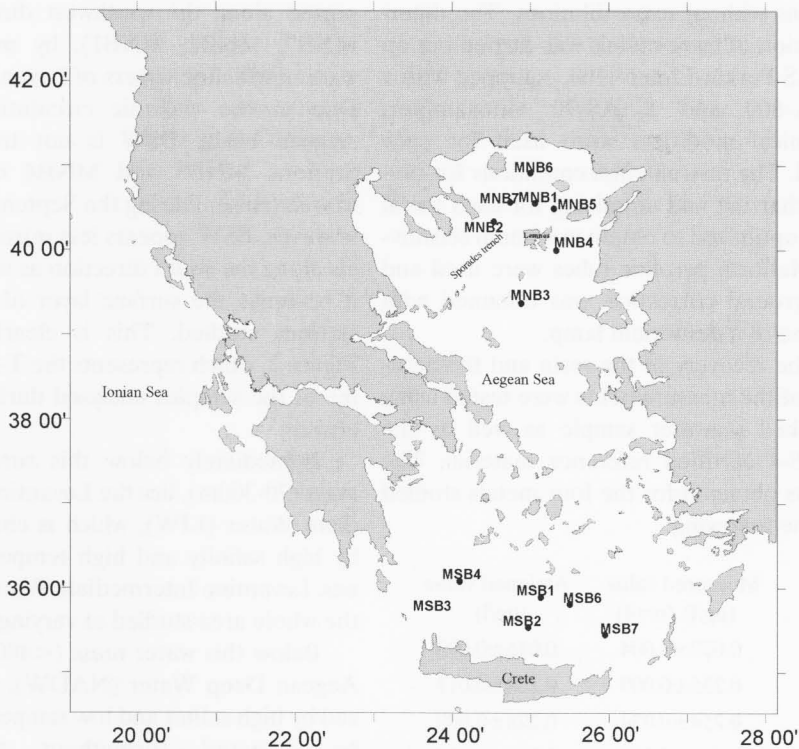 42 00'
MNB6
MNB7
MNB1
MNB5
MNB2
Lemnos
40 00'
MNB4
Sporades trench
MNB3
Ionian Sea
Aegean Sea
38 00'
MSB4
36 00'
MSB1
MSB3
MSB6
MSB2
MSB7
Crete
20 00'
22 00'
24 00'
26 00'
28 00'